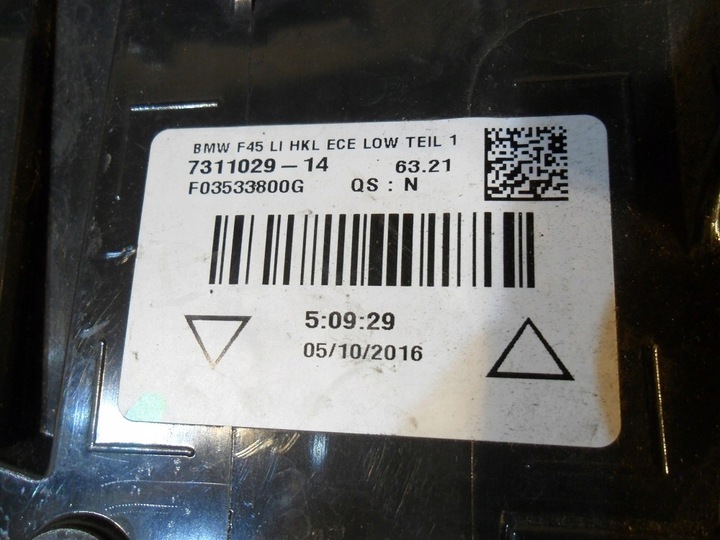 BMW F45 LI HKL ECE LOW TEIL 1
7311029-14 63.21
F03533800G QS : N
5:09:29
05/10/2016